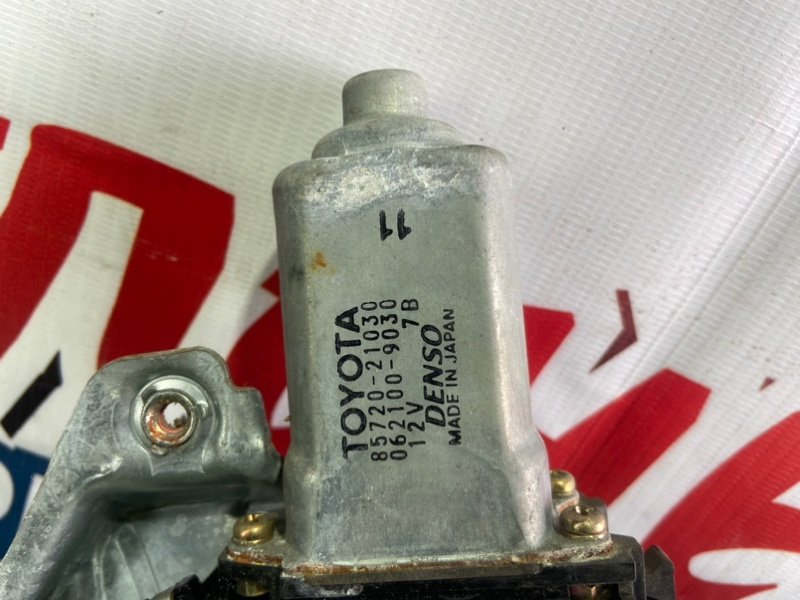 11
TOYOTA
85720-21030
062100-9030
12V 7B
DENSO
MADE IN JAPAN